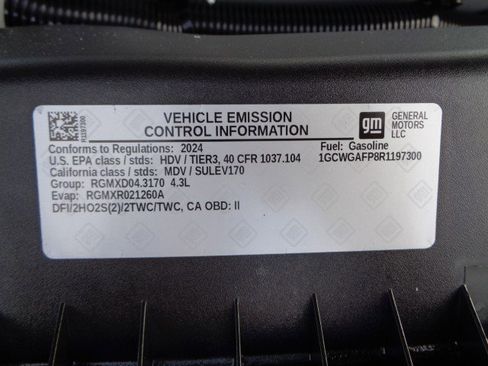 VEHICLE EMISSION
CONTROL INFORMATION
gm
GENERAL
MOTORS
LLC
R1197300
Conforms to Regulations: 2024
Fuel: Gasoline
U.S. EPA class / stds: HDV / TIER3, 40 CFR 1037.104
1GCWGAFP8R1197300
California class / stds: MDV / SULEV170
Group: RGMXD04.3170 4.3L
Evap: RGMXR021260A
DFI/2HO2S(2)/2TWC/TWC, CA OBD: II